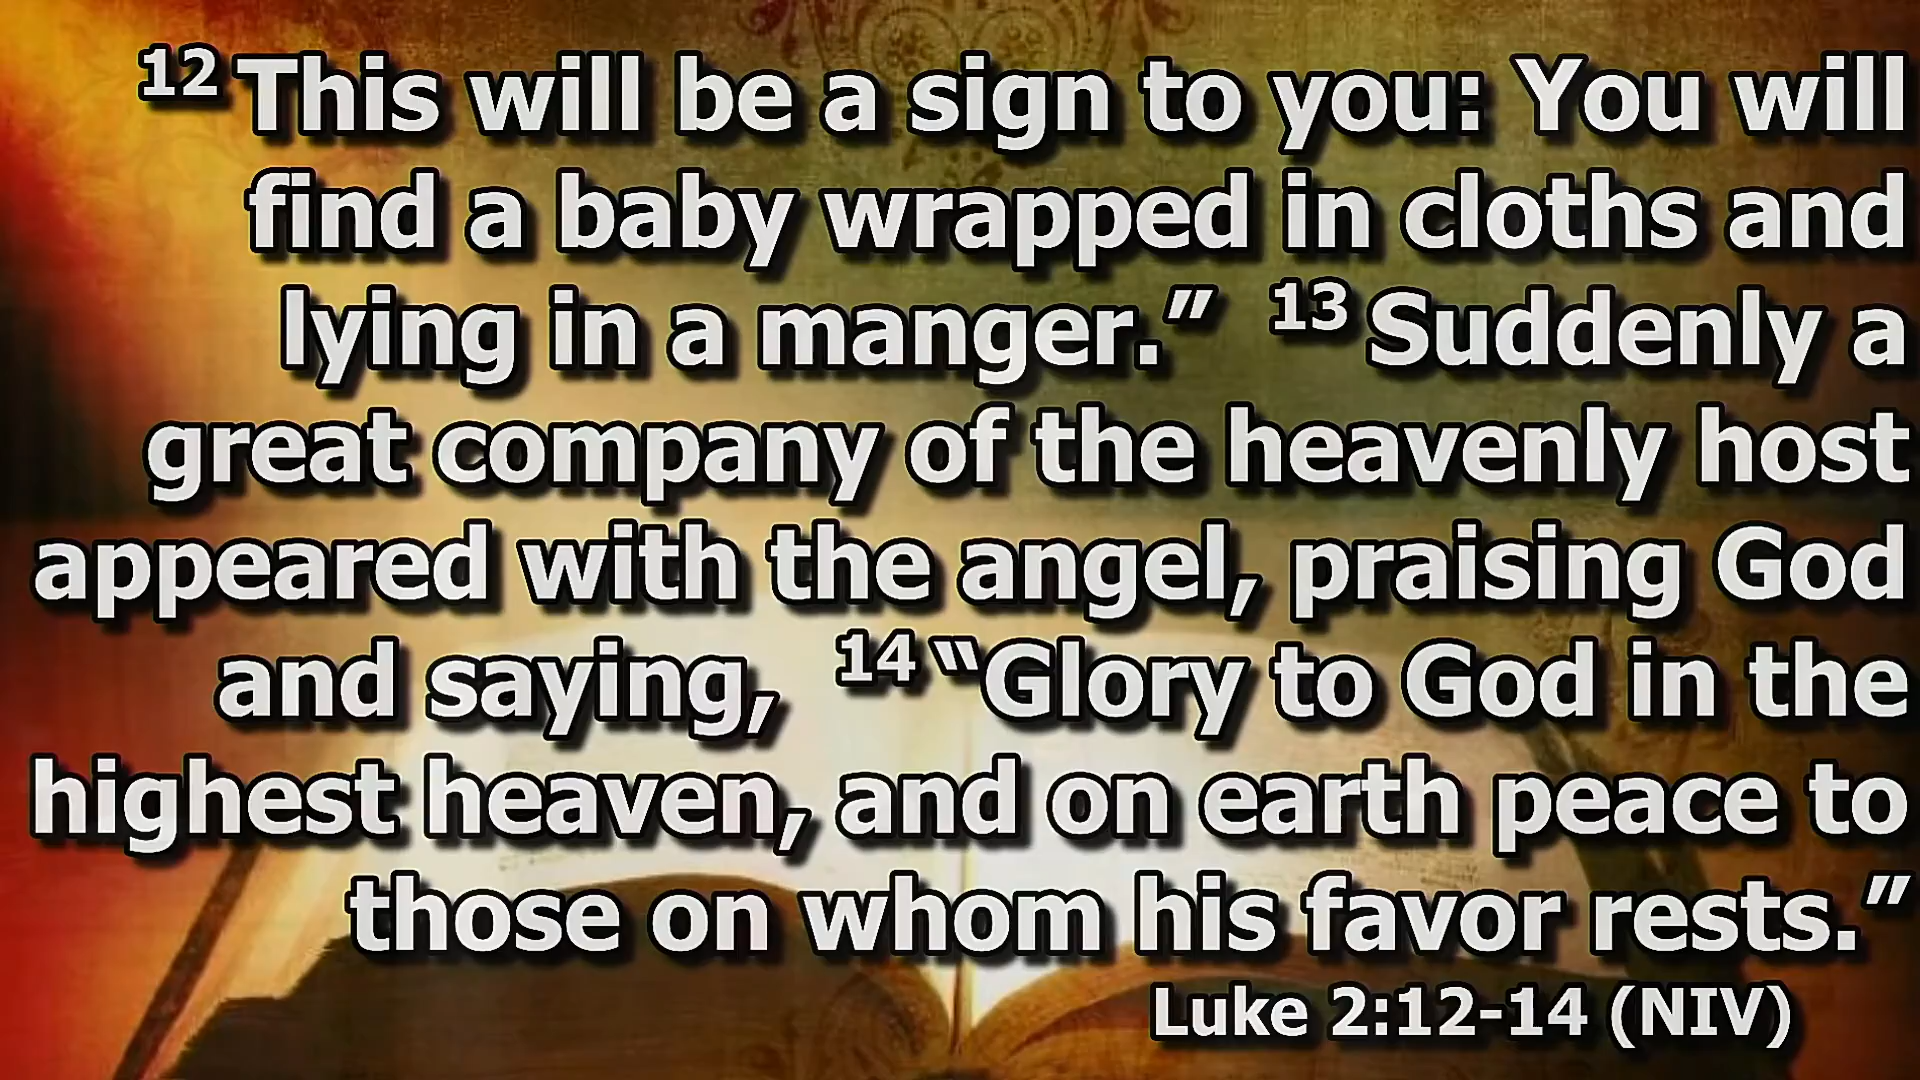 12 This will be a sign to you: You will
find a baby wrapped in cloths and
lying in a manger.” 13 Suddenly a
great company of the heavenly host
appeared with the angel, praising God
and saying, 14 “Glory to God in the
highest heaven, and on earth peace to
those on whom his favor rests.”
Luke 2:12-14 (NIV)